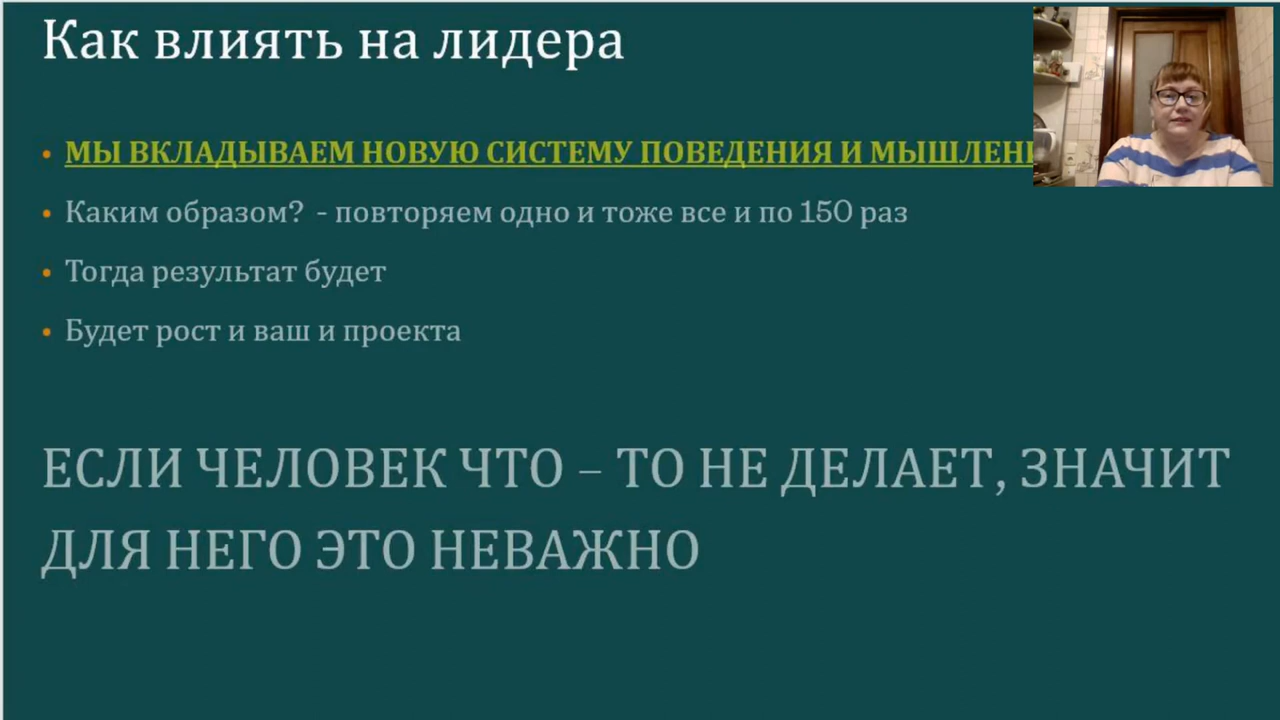 Как влиять на лидера
• МЫ ВКЛАДЫВАЕМ НОВУЮ СИСТЕМУ ПОВЕДЕНИЯ И
• Каким образом? - повторяем одно и тоже все и по 150 раз
• Тогда результат будет
• Будет рост и ваш и проекта
ЕСЛИ ЧЕЛОВЕК ЧТО – ТО НЕ ДЕЛАЕТ, ЗНАЧИТ
ДЛЯ НЕГО ЭТО НЕВАЖНО